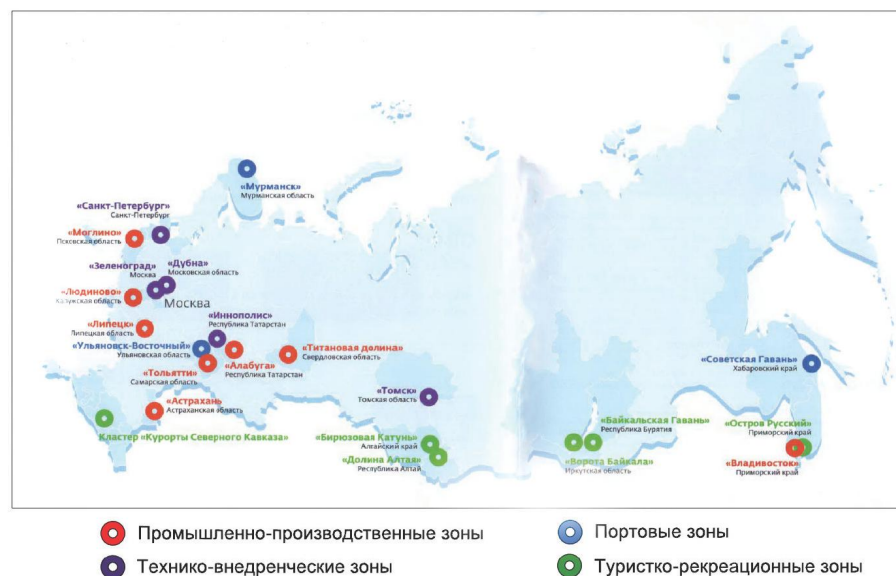 «Мурманск»
Мурманская область
«Санкт-Петербург»
Санкт-Петербург
«Моглино»
Псковская область
«Зеленоград»
Москва
«Дубна»
Московская область
«Людиново»
Калужская область
Москва
«Иннополис»
Республика Татарстан
«Липецк»
Липецкая область
«Ульяновск-Восточный»
Ульяновская область
«Титановая долина»
Свердловская область
«Тольятти»
Самарская область
«Алабуга»
Республика Татарстан
«Советская Гавань»
Хабаровский край
«Томск»
Томская область
«Астрахан»
Астраханская область
Кластер «Курорты Северного Кавказа»
«Бирюзовая Катунь»
Алтайский край
«Долина Алтая»
Республика Алтай
«Байкальская Гавань»
Республика Бурятия
«Ворота Байкала»
Иркутская область
«Остров Русский»
Приморский край
«Владивосток»
Приморский край
Промышленно-производственные зоны
Портовые зоны
Технико-внедренческие зоны
Туристко-рекреационные зоны